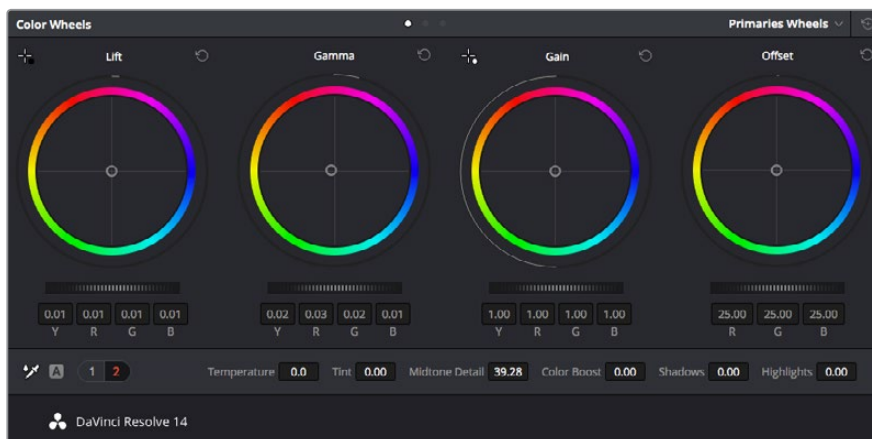 Color Wheels Primaries Wheels
Lift Gamma Gain Offset
0.01 0.01 0.01 0.01 0.02 0.03 0.02 0.01 1.00 1.00 1.00 1.00 25.00 25.00 25.00
Y R G B Y R G B Y R G B R G B
A 1 2 Temperature 0.0 Tint 0.00 Midtone Detail 39.28 Color Boost 0.00 Shadows 0.00 Highlights 0.00
DaVinci Resolve 14